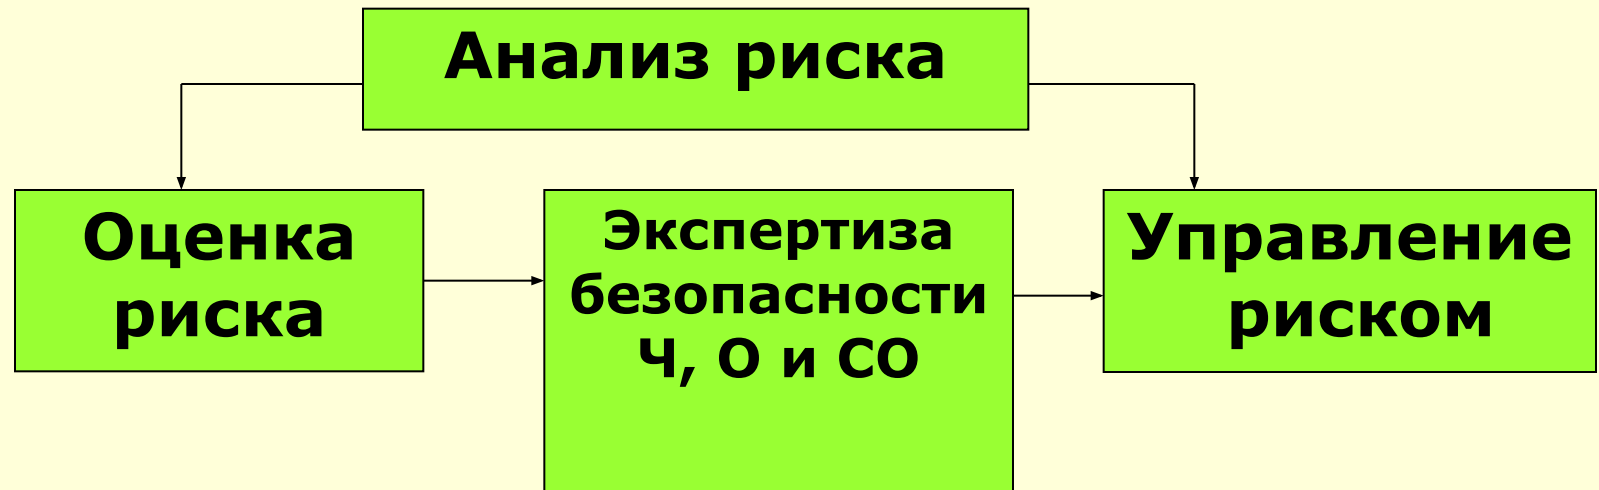 Анализ риска
Оценка
риска
Экспертиза
безопасности
Ч, О и СО
Управление
риском